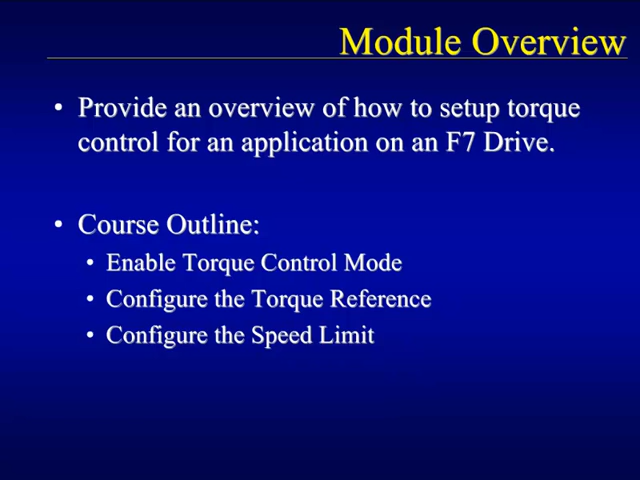 Module Overview
• Provide an overview of how to setup torque
control for an application on an F7 Drive.
• Course Outline:
• Enable Torque Control Mode
• Configure the Torque Reference
• Configure the Speed Limit